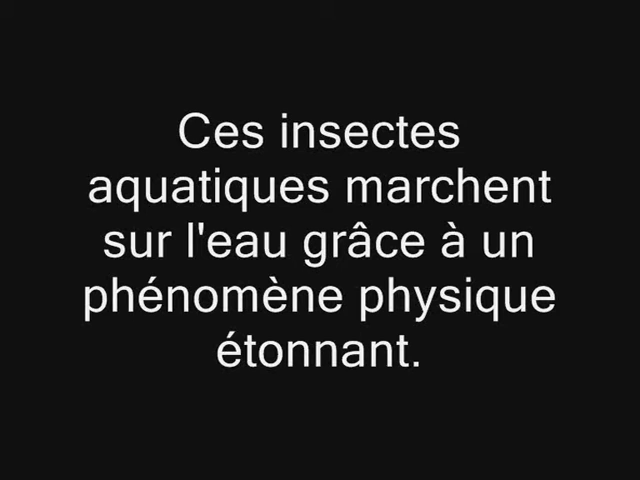 Ces insectes
aquatiques marchent
sur l'eau grâce à un
phénomène physique
étonnant.